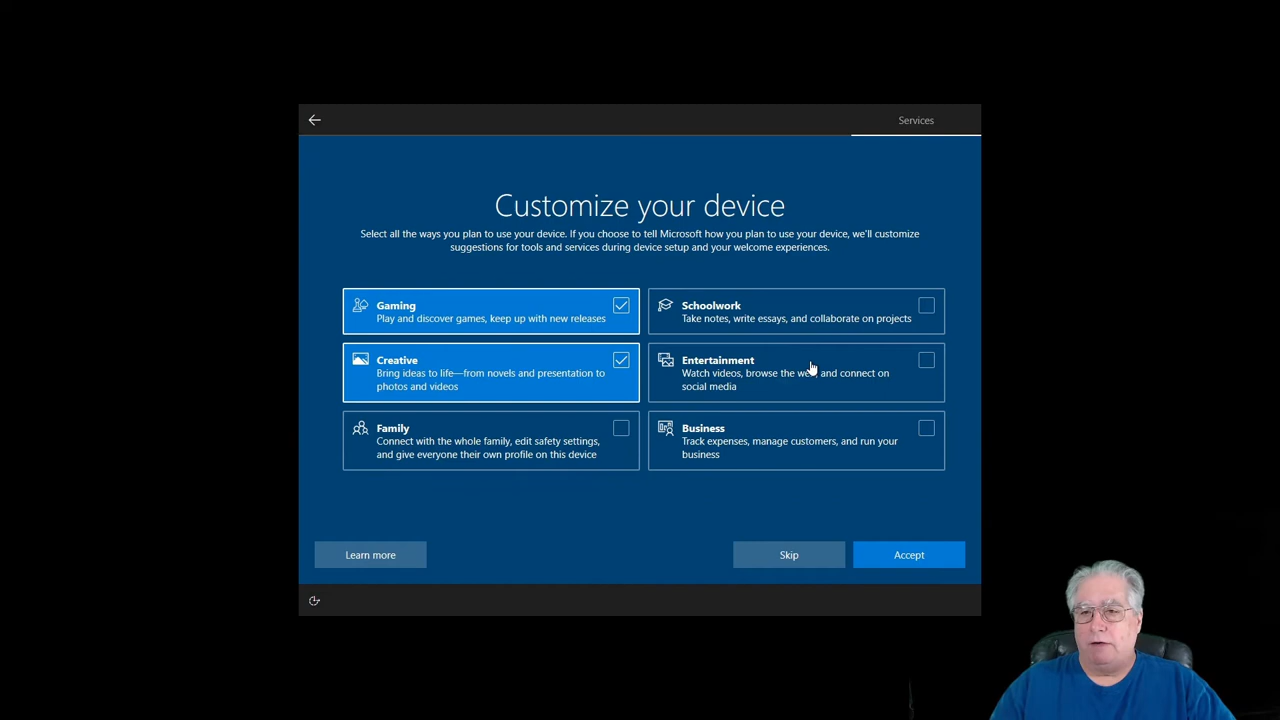 Services
Customize your device
Select all the ways you plan to use your device. If you choose to tell Microsoft how you plan to use your device, we'll customize
suggestions for tools and services during device setup and your welcome experiences.
Gaming
Play and discover games, keep up with new releases
Schoolwork
Take notes, write essays, and collaborate on projects
Creative
Bring ideas to life—from novels and presentation to
photos and videos
Entertainment
Watch videos, browse the web, and connect on
social media
Family
Connect with the whole family, edit safety settings,
and give everyone their own profile on this device
Business
Track expenses, manage customers, and run your
business
Learn more
Skip
Accept